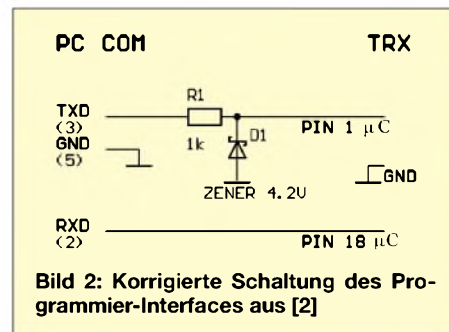 PC COM TRX
R1
TXD
(3)
PIN 1 µC
GND
(5)
1k
D1
GND
ZENER 4.2V
RXD
(2)
PIN 18 µC
Bild 2: Korrigierte Schaltung des Pro-
grammier-Interfaces aus [2]